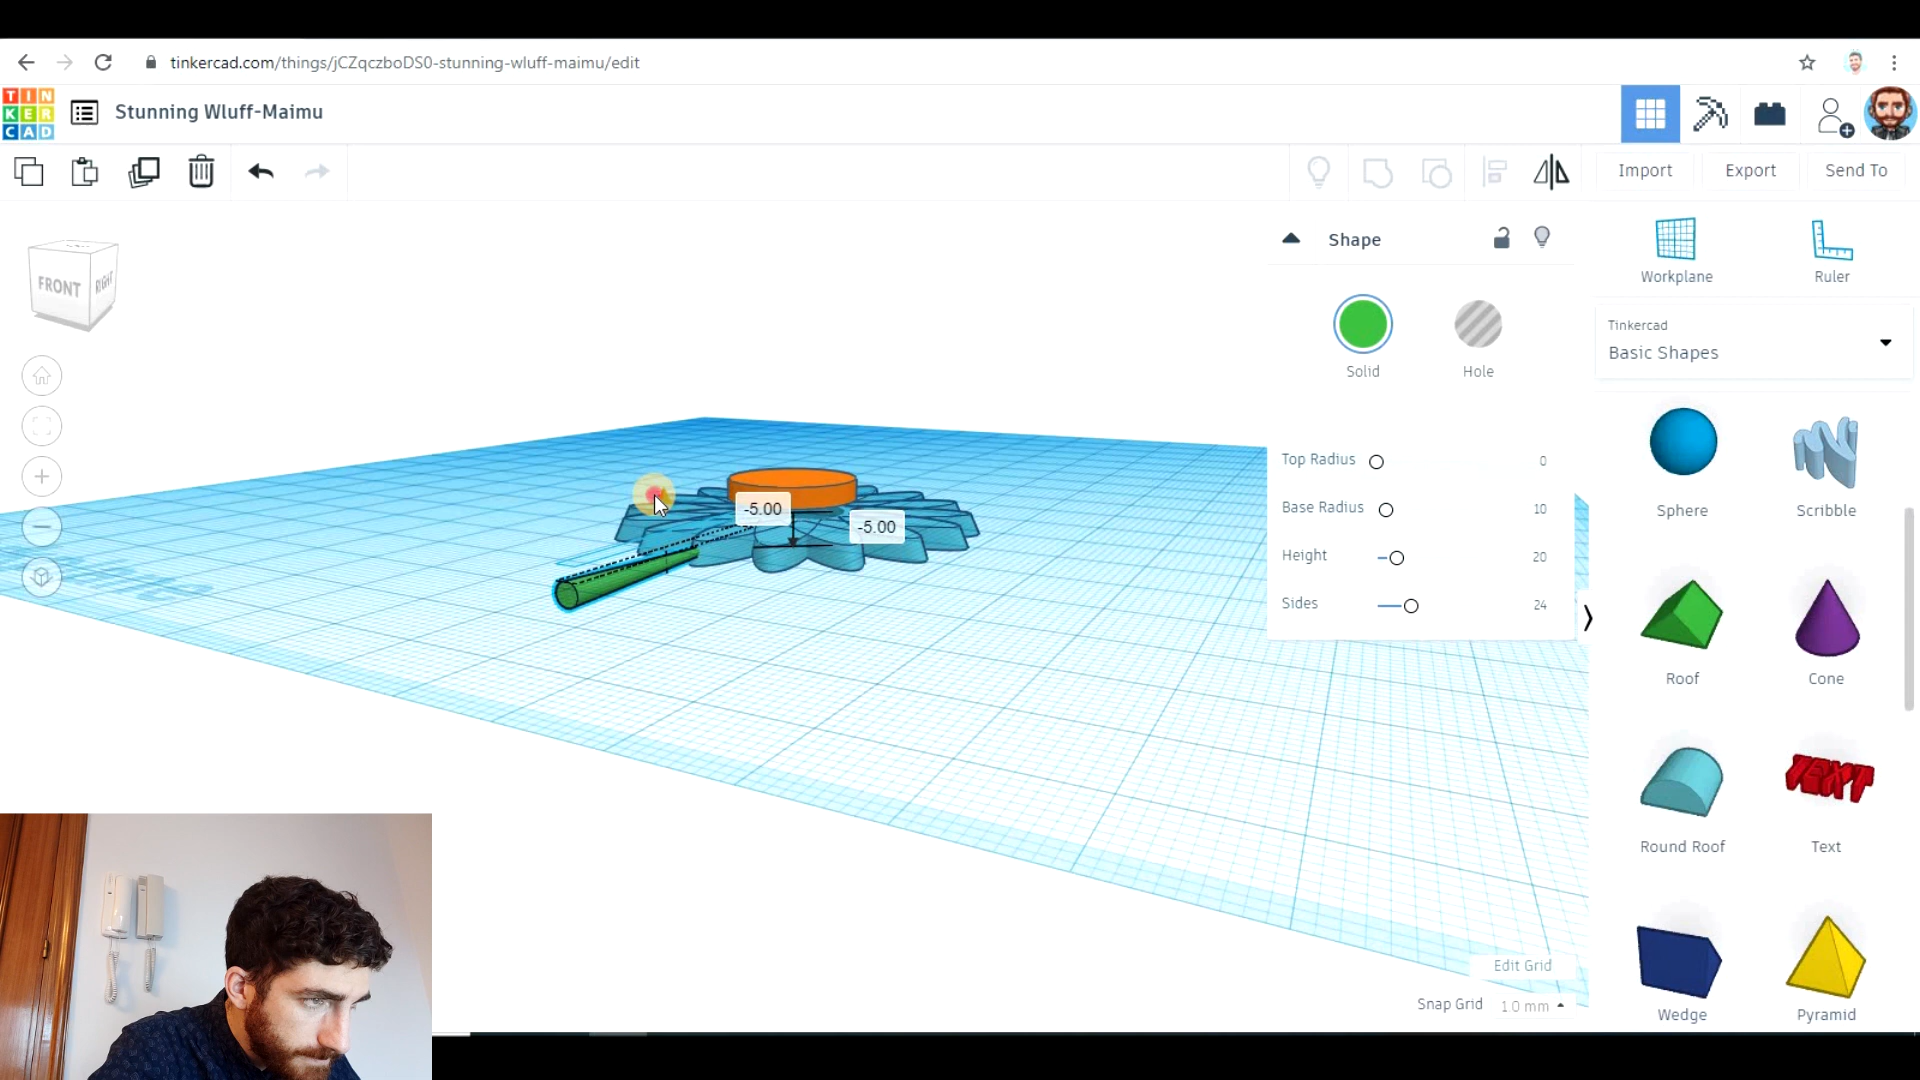 tinkercad.com/things/jCZqczboDS0-stunning-wluff-maimu/edit
TIN
KER
CAD
Stunning Wluff-Maimu
Import
Export
Send To
FRONT
RIGHT
Shape
Solid
Hole
Workplane
Ruler
Tinkercad
Basic Shapes
Top Radius 0
Base Radius 10
Height 20
Sides 24
-5.00
-5.00
Sphere
Scribble
Roof
Cone
TEXT
Round Roof
Text
Wedge
Pyramid
Edit Grid
Snap Grid 1.0 mm